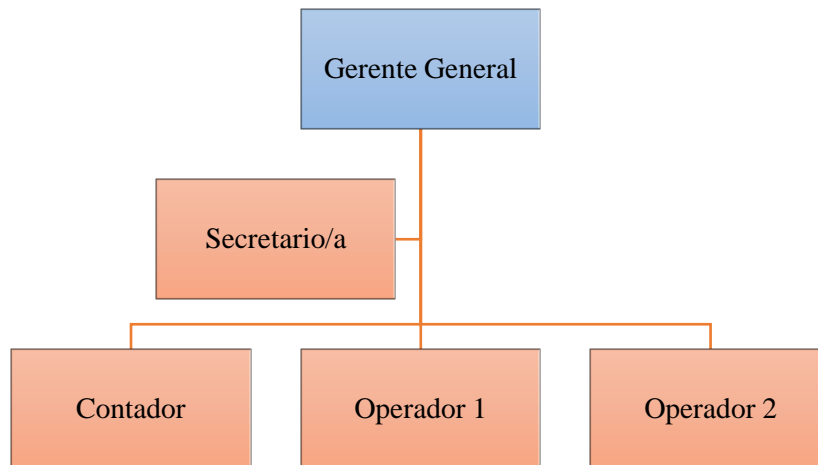 Gerente General
Secretario/a
Contador
Operador 1
Operador 2